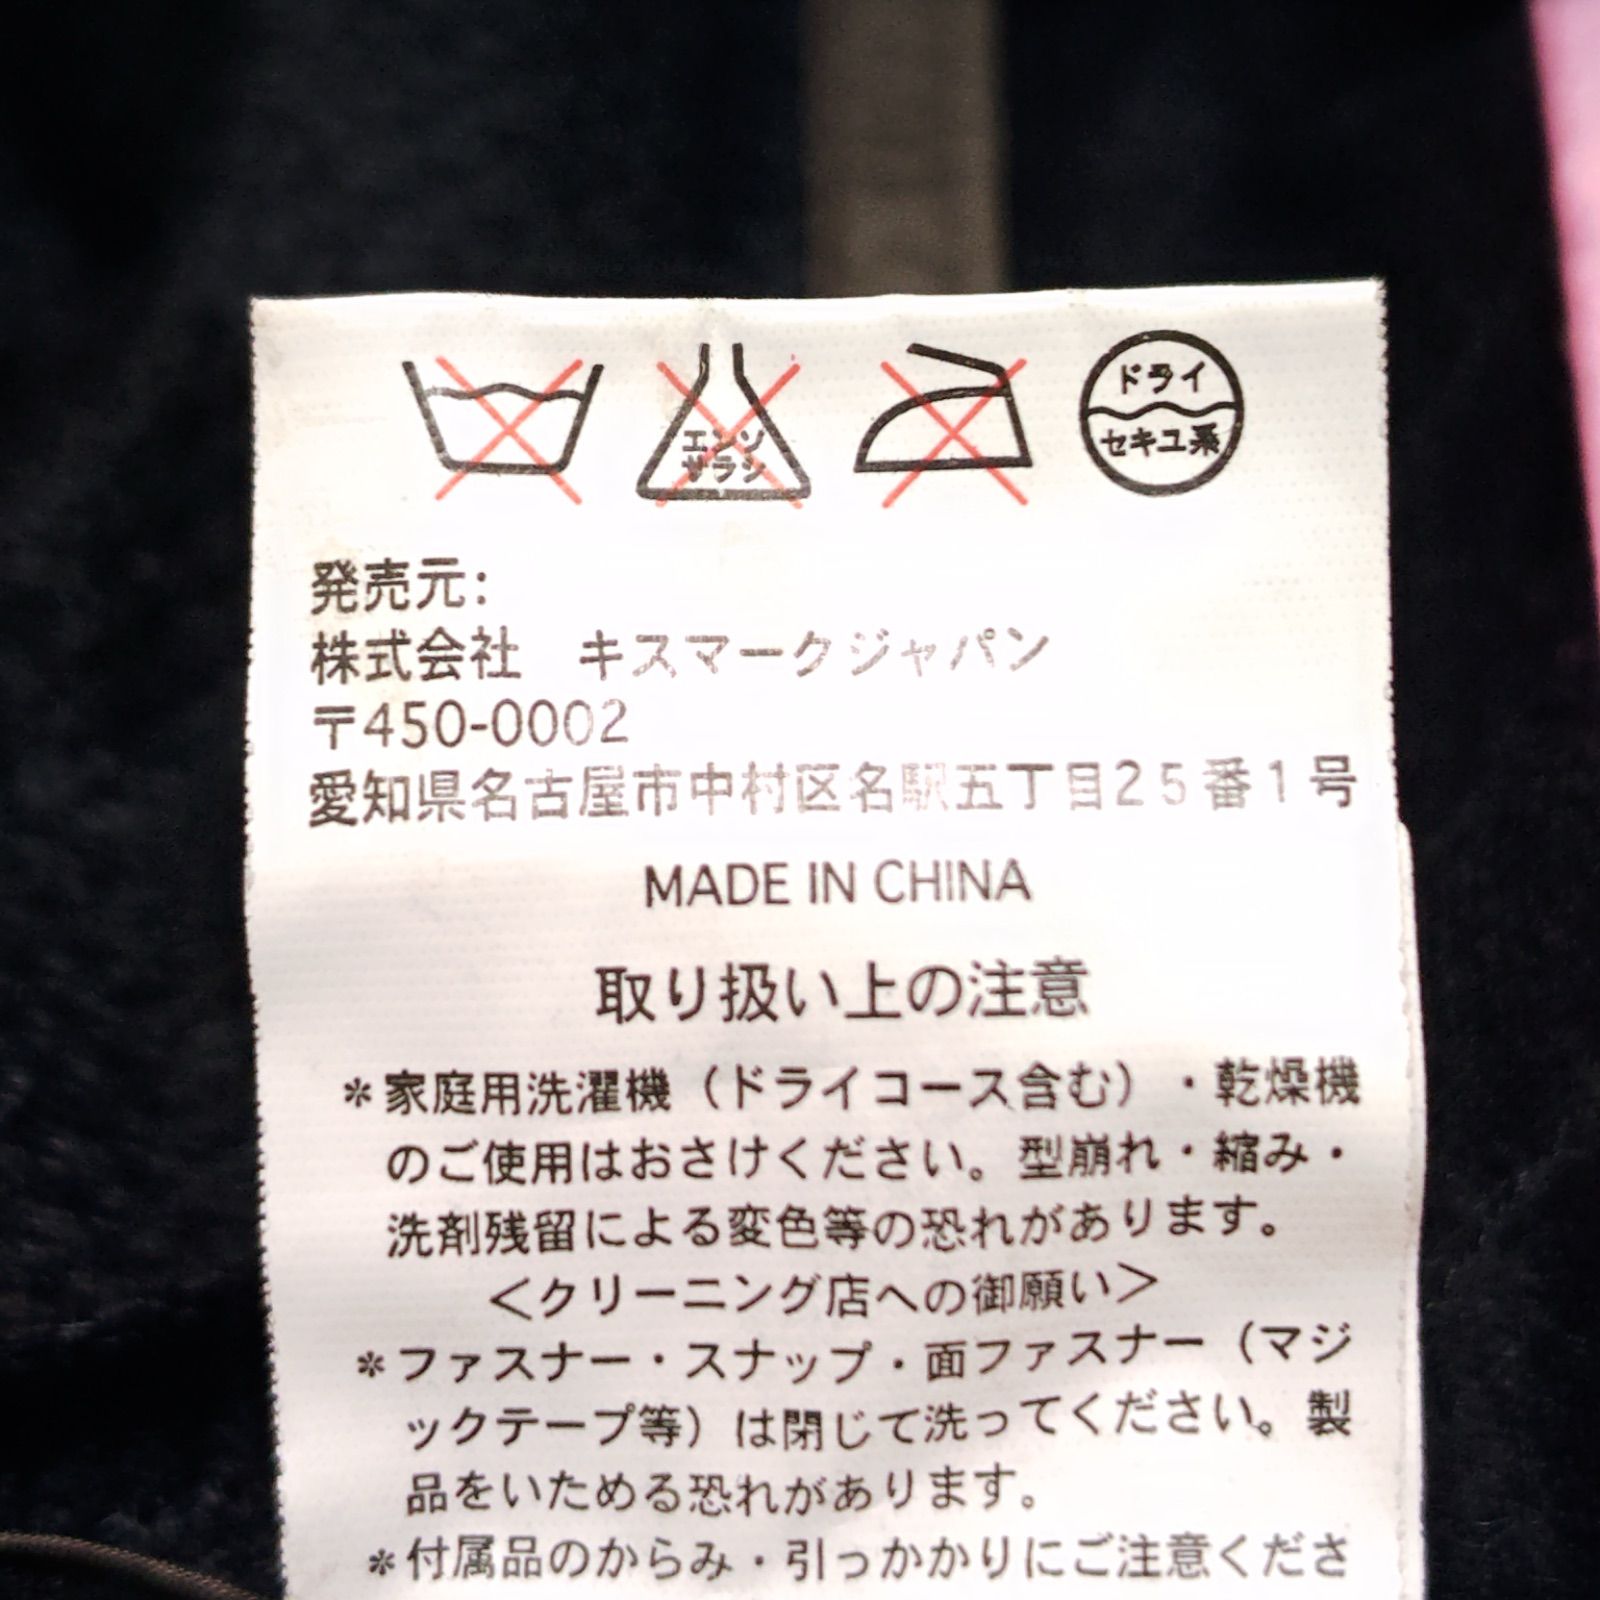 エンソ
サラシ
ドライ
セキユ系
発売元:
株式会社　キスマークジャパン
〒450-0002
愛知県名古屋市中村区名駅五丁目25番1号
MADE IN CHINA
取り扱い上の注意
＊家庭用洗濯機（ドライコース含む）・乾燥機
のご使用はおさけください。型崩れ・縮み・
洗剤残留による変色等の恐れがあります。
＜クリーニング店への御願い＞
＊ファスナー・スナップ・面ファスナー（マジ
ックテープ等）は閉じて洗ってください。製
品をいためる恐れがあります。
＊付属品のからみ・引っかかりにご注意くださ